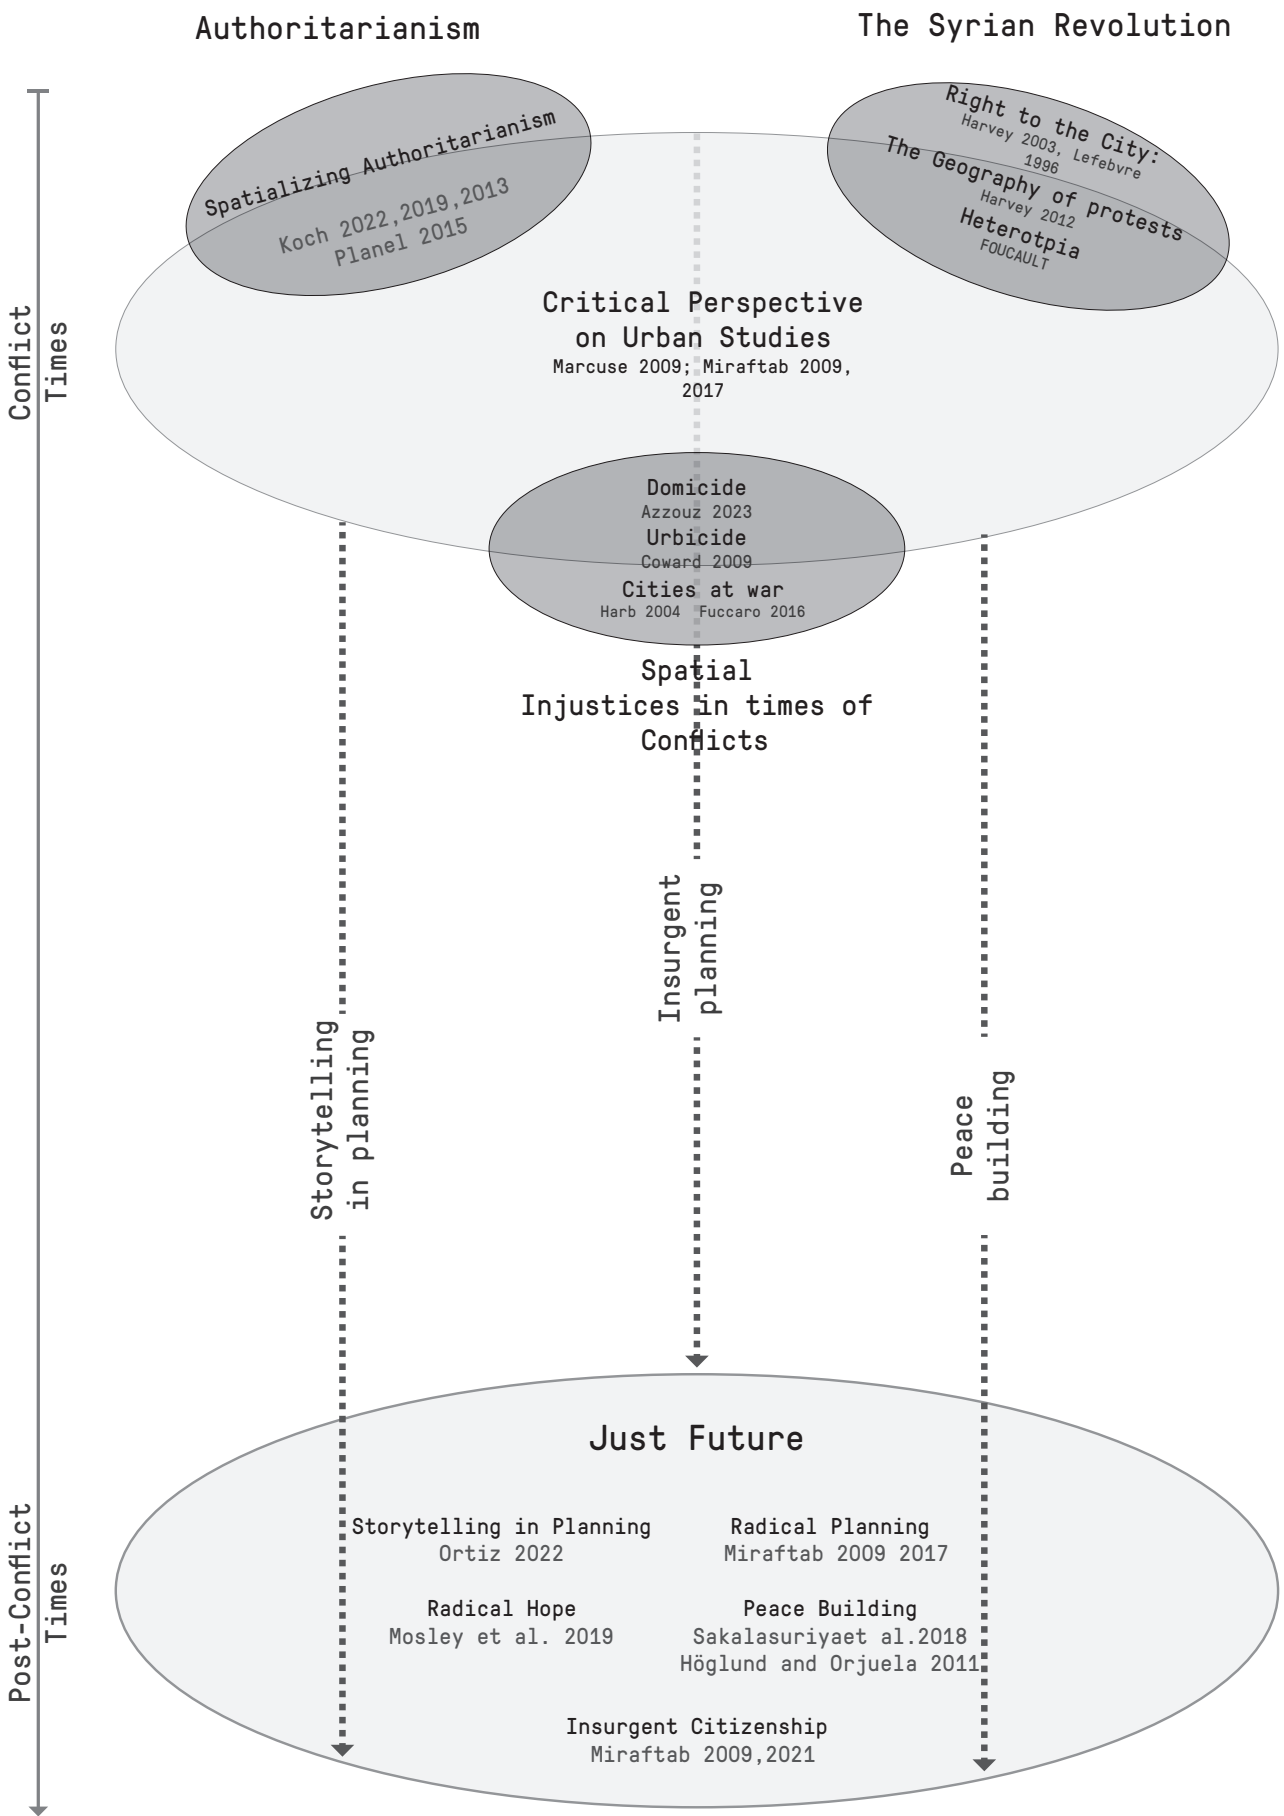 Authoritarianism
The Syrian Revolution
Conflict
Times
Spatializing Authoritarianism
Koch 2022,2019,2013
Planel 2015
Right to the City:
Harvey 2003, Lefebvre
1996
The Geography of protests
Harvey 2012
Heterotpia
FOUCAULT
Critical Perspective
on Urban Studies
Marcuse 2009; Miraftab 2009,
2017
Domicide
Azzouz 2023
Urbicide
Coward 2009
Cities at war
Harb 2004 Fuccaro 2016
Spatial
Injustices in times of
Conflicts
Insurgent
planning
Storytelling
in planning
Peace
building
Post-Conflict
Times
Just Future
Storytelling in Planning
Ortiz 2022
Radical Planning
Miraftab 2009 2017
Radical Hope
Mosley et al. 2019
Peace Building
Sakalasuriyaet al.2018
Höglund and Orjuela 2011
Insurgent Citizenship
Miraftab 2009,2021